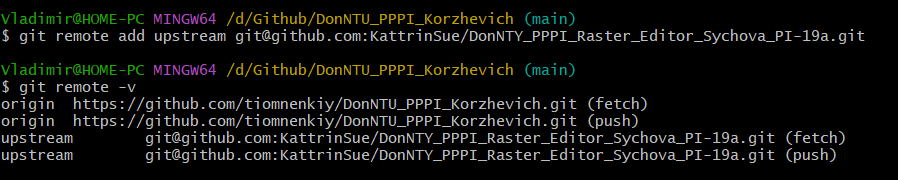 Vladimir@HOME-PC MINGW64 /d/Github/DonNTU_PPPI_Korzhevich (main)
$ git remote add upstream git@github.com:KattrinSue/DonNTY_PPPI_Raster_Editor_Sychova_PI-19a.git
Vladimir@HOME-PC MINGW64 /d/Github/DonNTU_PPPI_Korzhevich (main)
$ git remote -v
origin  https://github.com/tiomnenkiy/DonNTU_PPPI_Korzhevich.git (fetch)
origin  https://github.com/tiomnenkiy/DonNTU_PPPI_Korzhevich.git (push)
upstream        git@github.com:KattrinSue/DonNTY_PPPI_Raster_Editor_Sychova_PI-19a.git (fetch)
upstream        git@github.com:KattrinSue/DonNTY_PPPI_Raster_Editor_Sychova_PI-19a.git (push)